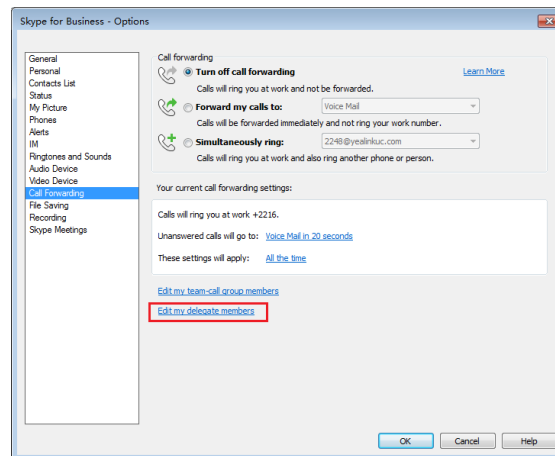 Skype for Business - Options
General
Personal
Contacts List
Status
My Picture
Phones
Alerts
IM
Ringtones and Sounds
Audio Device
Video Device
Call Forwarding
File Saving
Recording
Skype Meetings
Call forwarding
Turn off call forwarding
Learn More
Calls will ring you at work and not be forwarded.
Forward my calls to:
Voice Mail
Calls will be forwarded immediately and not ring your work number.
Simultaneously ring:
2248@yealinkuc.com
Calls will ring you at work and also ring another phone or person.
Your current call forwarding settings:
Calls will ring you at work +2216.
Unanswered calls will go to: Voice Mail in 20 seconds
These settings will apply: All the time
Edit my team-call group members
Edit my delegate members
OK
Cancel
Help